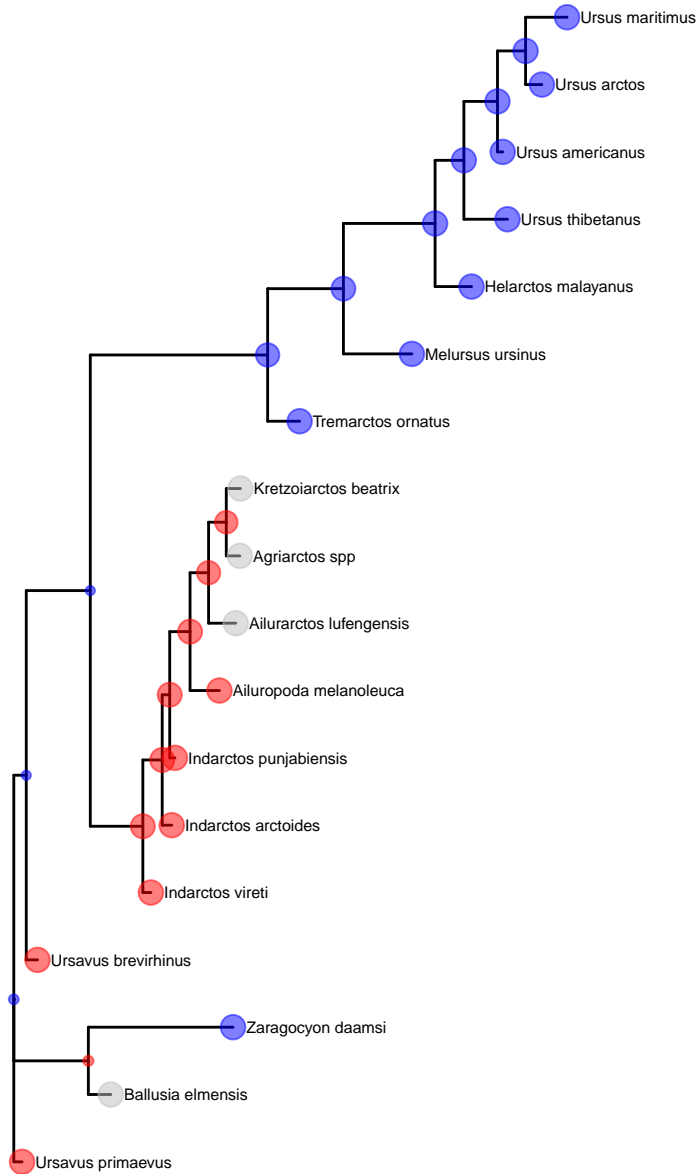 Ursus maritimus
Ursus arctos
Ursus americanus
Ursus thibetanus
Helarctos malayanus
Melursus ursinus
Tremarctos ornatus
Kretzoiarctos beatrix
Agriarctos spp
Ailurarctos lufengensis
Ailuropoda melanoleuca
Indarctos punjabiensis
Indarctos arctoides
Indarctos vireti
Ursavus brevirhinus
Zaragocyon daamsi
Ballusia elmensis
Ursavus primaevus